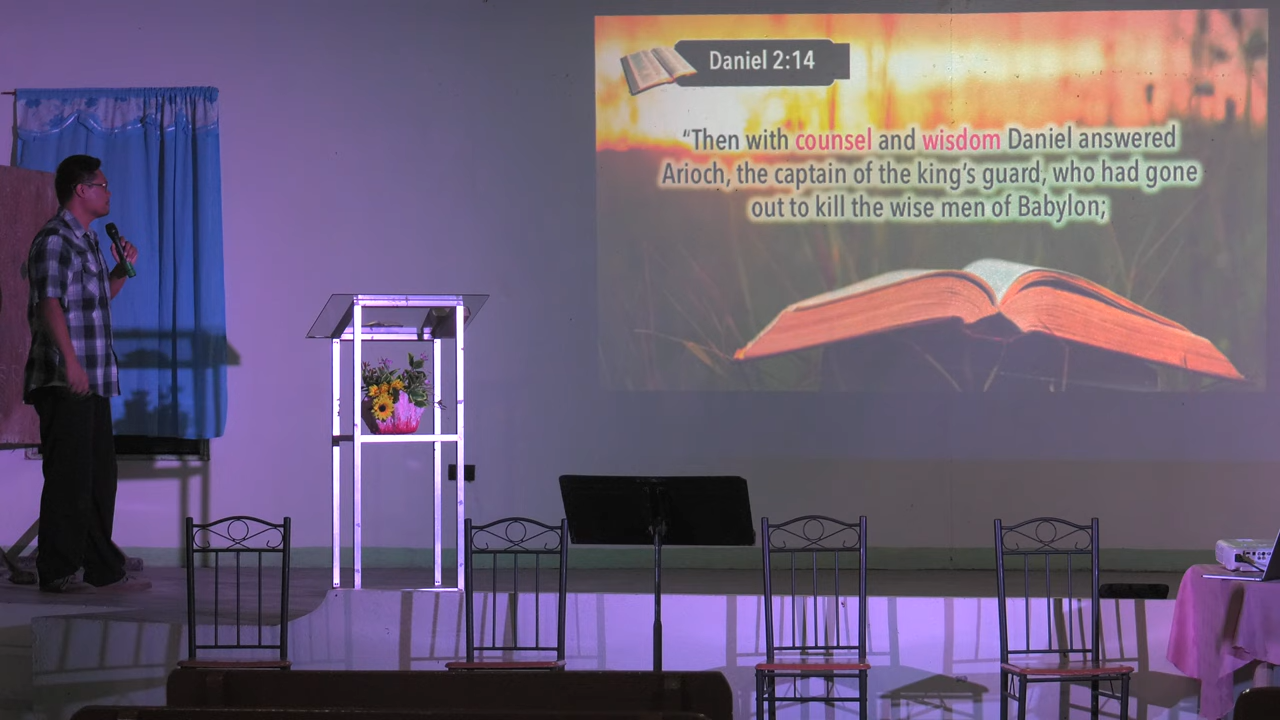 Daniel 2:14
“Then with counsel and wisdom Daniel answered
Arioch, the captain of the king’s guard, who had gone
out to kill the wise men of Babylon;